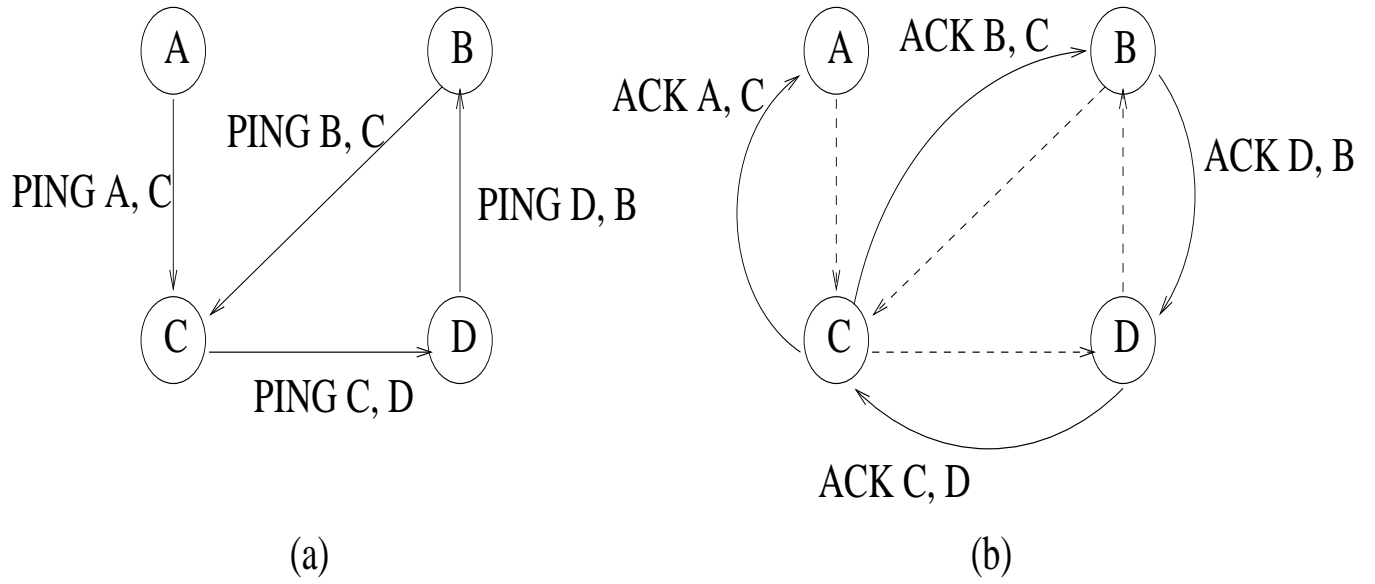 A
B
PING B, C
PING A, C
PING D, B
C
D
PING C, D
(a)
A
ACK B, C
B
ACK A, C
ACK D, B
C
D
ACK C, D
(b)